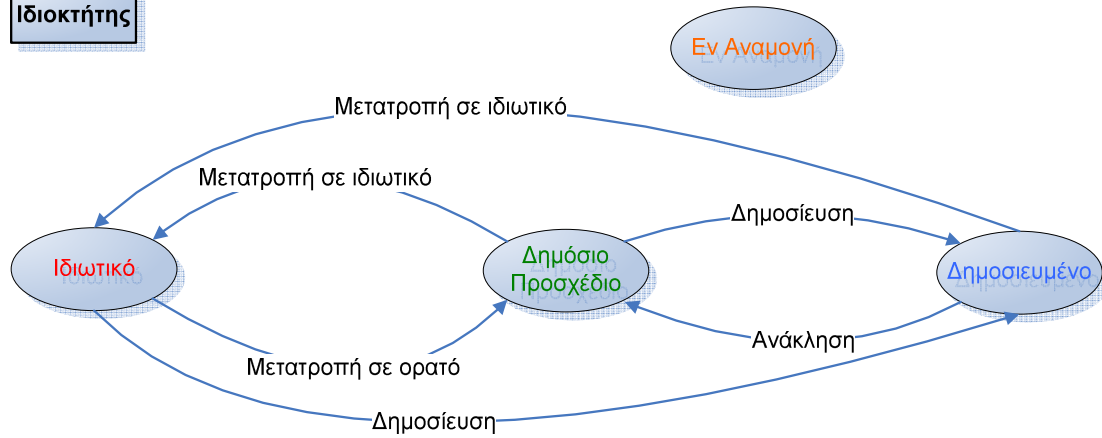 Ιδιοκτήτης
Εν Αναμονή
Μετατροπή σε ιδιωτικό
Μετατροπή σε ιδιωτικό
Δημοσίευση
Ιδιωτικό
Δημόσιο
Προσχέδιο
Δημοσιευμένο
Ανάκληση
Μετατροπή σε ορατό
Δημοσίευση